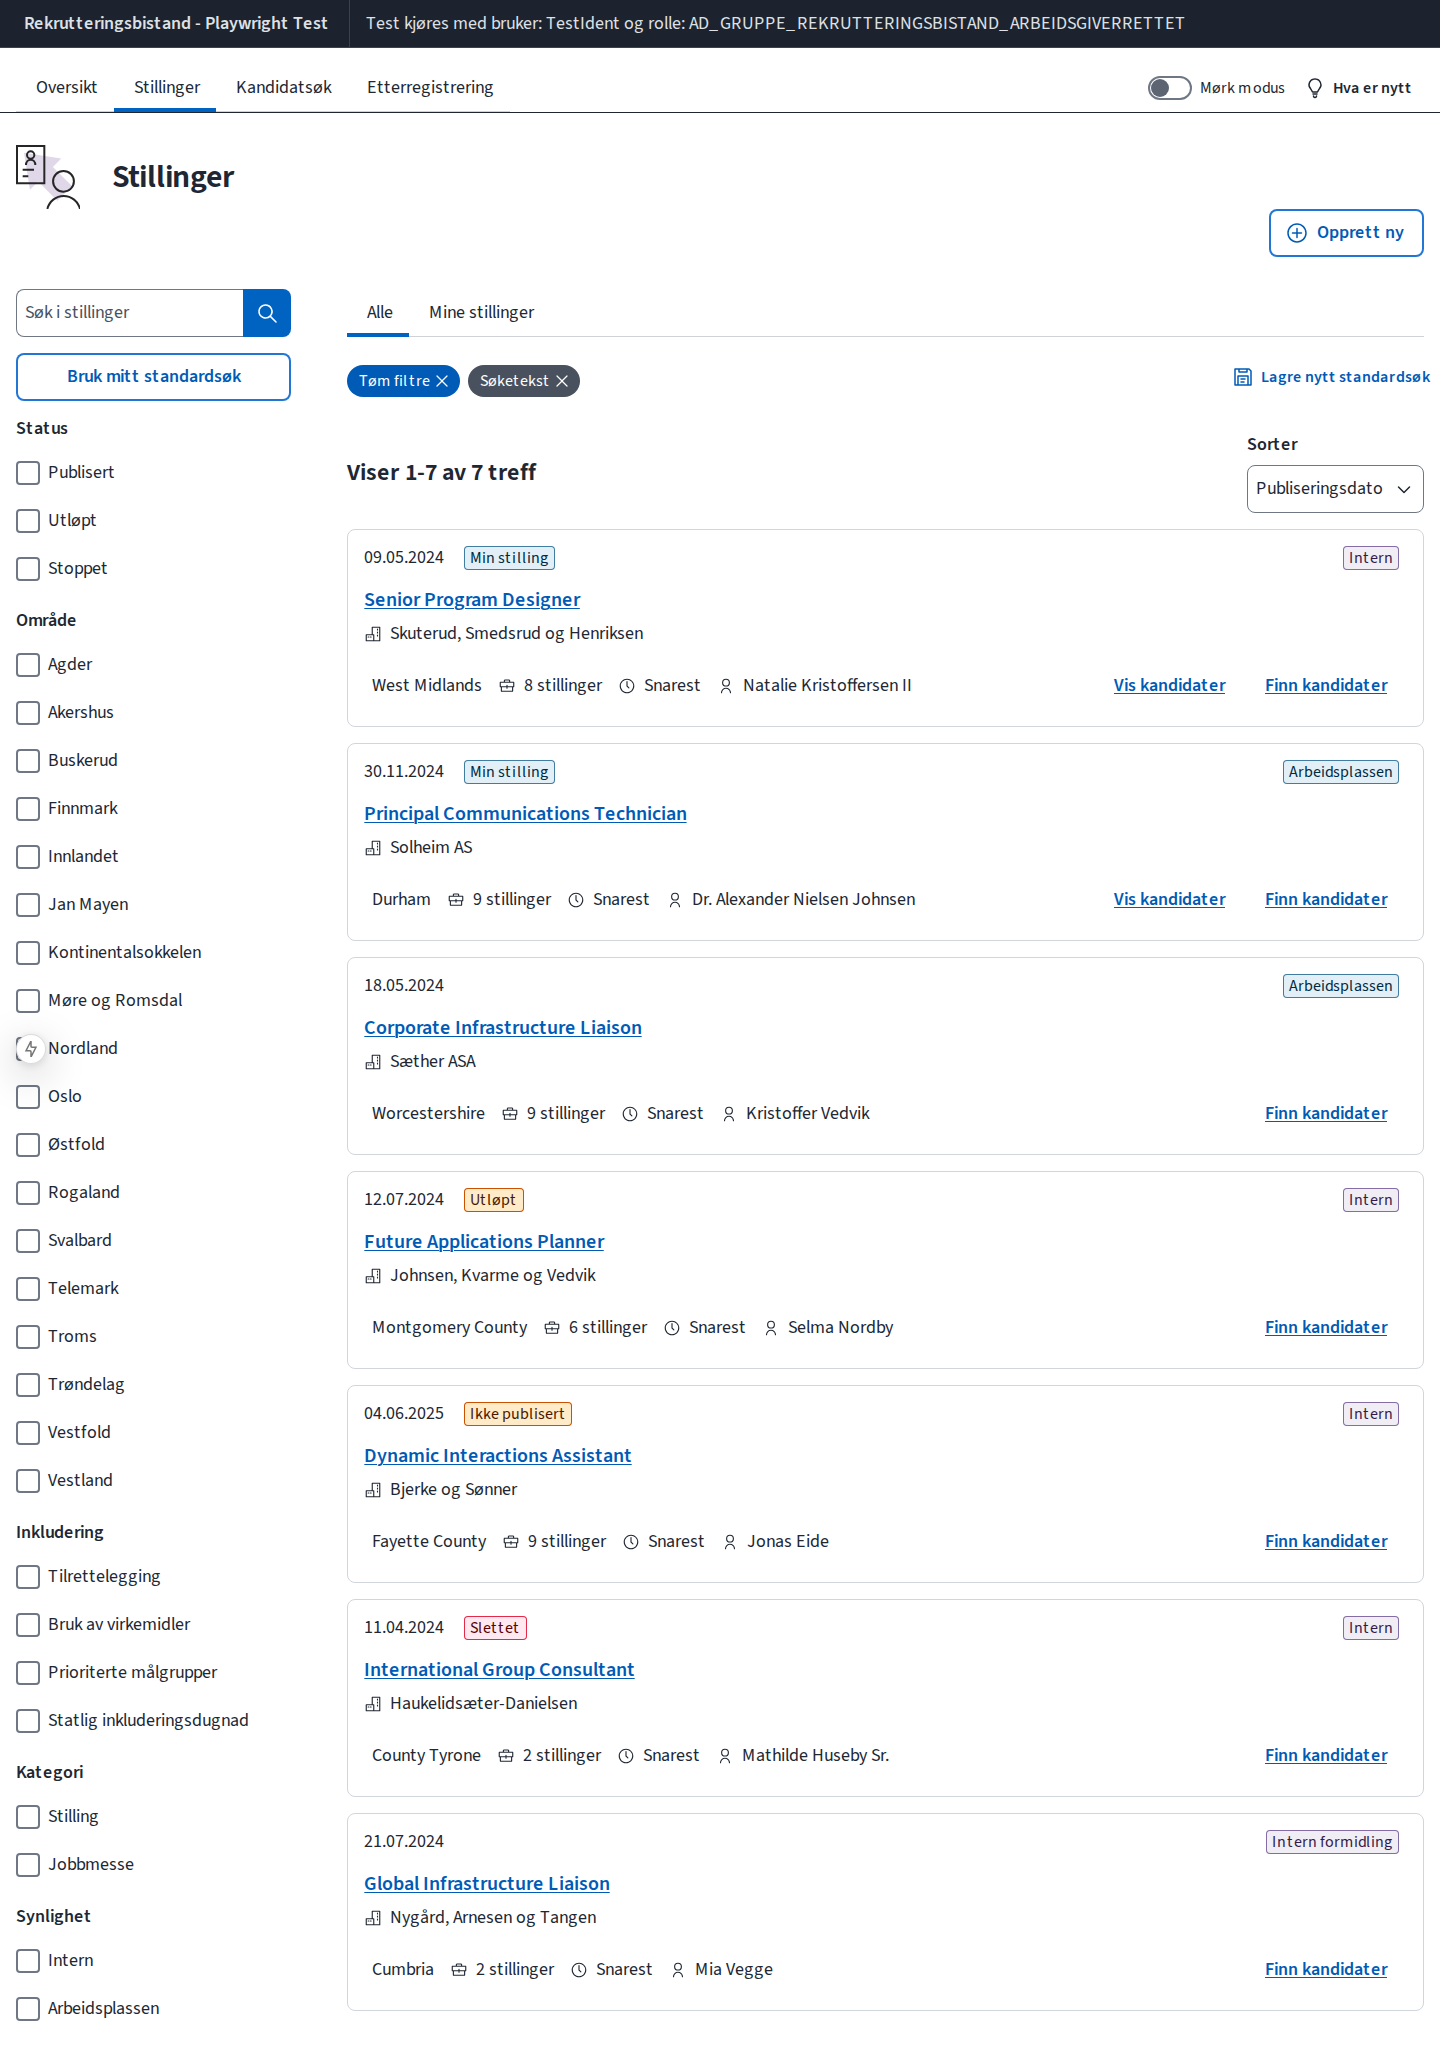 Rekrutteringsbistand - Playwright Test
Test kjøres med bruker: TestIdent og rolle: AD_GRUPPE_REKRUTTERINGSBISTAND_ARBEIDSGIVERRETTET
Oversikt
Stillinger
Kandidatsøk
Etterregistrering
Mørk modus
Hva er nytt
Stillinger
Opprett ny
Søk i stillinger
Bruk mitt standardsøk
Status
Publisert
Utløpt
Stoppet
Område
Agder
Akershus
Buskerud
Finnmark
Innlandet
Jan Mayen
Kontinentalsokkelen
Møre og Romsdal
Nordland
Oslo
Østfold
Rogaland
Svalbard
Telemark
Troms
Trøndelag
Vestfold
Vestland
Inkludering
Tilrettelegging
Bruk av virkemidler
Prioriterte målgrupper
Statlig inkluderingsdugnad
Kategori
Stilling
Jobbmesse
Synlighet
Intern
Arbeidsplassen
Alle
Mine stillinger
Tøm filtre
Søketekst
Lagre nytt standardsøk
Viser 1-7 av 7 treff
Sorter
Publiseringsdato
09.05.2024 Min stilling Intern
Senior Program Designer
Skuterud, Smedsrud og Henriksen
West Midlands 8 stillinger Snarest Natalie Kristoffersen II Vis kandidater Finn kandidater
30.11.2024 Min stilling Arbeidsplassen
Principal Communications Technician
Solheim AS
Durham 9 stillinger Snarest Dr. Alexander Nielsen Johnsen Vis kandidater Finn kandidater
18.05.2024 Arbeidsplassen
Corporate Infrastructure Liaison
Sæther ASA
Worcestershire 9 stillinger Snarest Kristoffer Vedvik Finn kandidater
12.07.2024 Utløpt Intern
Future Applications Planner
Johnsen, Kvarme og Vedvik
Montgomery County 6 stillinger Snarest Selma Nordby Finn kandidater
04.06.2025 Ikke publisert Intern
Dynamic Interactions Assistant
Bjerke og Sønner
Fayette County 9 stillinger Snarest Jonas Eide Finn kandidater
11.04.2024 Slettet Intern
International Group Consultant
Haukelidsæter-Danielsen
County Tyrone 2 stillinger Snarest Mathilde Huseby Sr. Finn kandidater
21.07.2024 Intern formidling
Global Infrastructure Liaison
Nygård, Arnesen og Tangen
Cumbria 2 stillinger Snarest Mia Vegge Finn kandidater